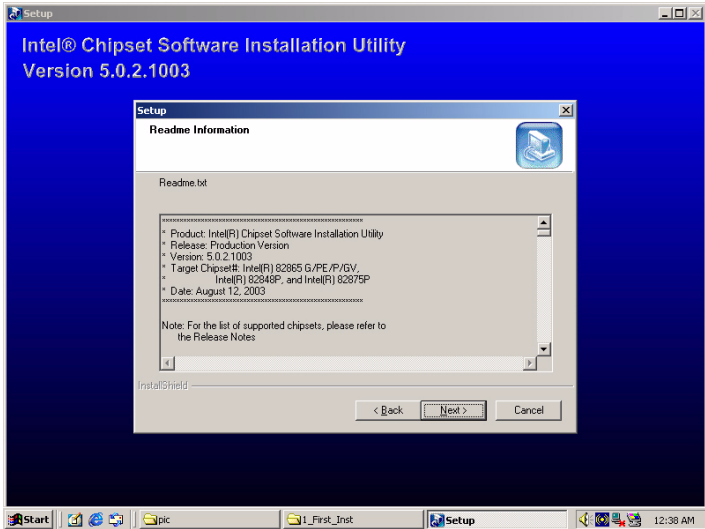 Setup
Intel® Chipset Software Installation Utility
Version 5.0.2.1003
Setup
Readme Information
Readme.txt
************************************************************
* Product: Intel(R) Chipset Software Installation Utility
* Release: Production Version
* Version: 5.0.2.1003
* Target Chipset#: Intel(R) 82865 G/PE/P/GV,
* Intel(R) 82848P, and Intel(R) 82875P
* Date: August 12, 2003
************************************************************
Note: For the list of supported chipsets, please refer to
the Release Notes
InstallShield
< Back Next > Cancel
Start pic 1_First_Inst Setup 12:38 AM